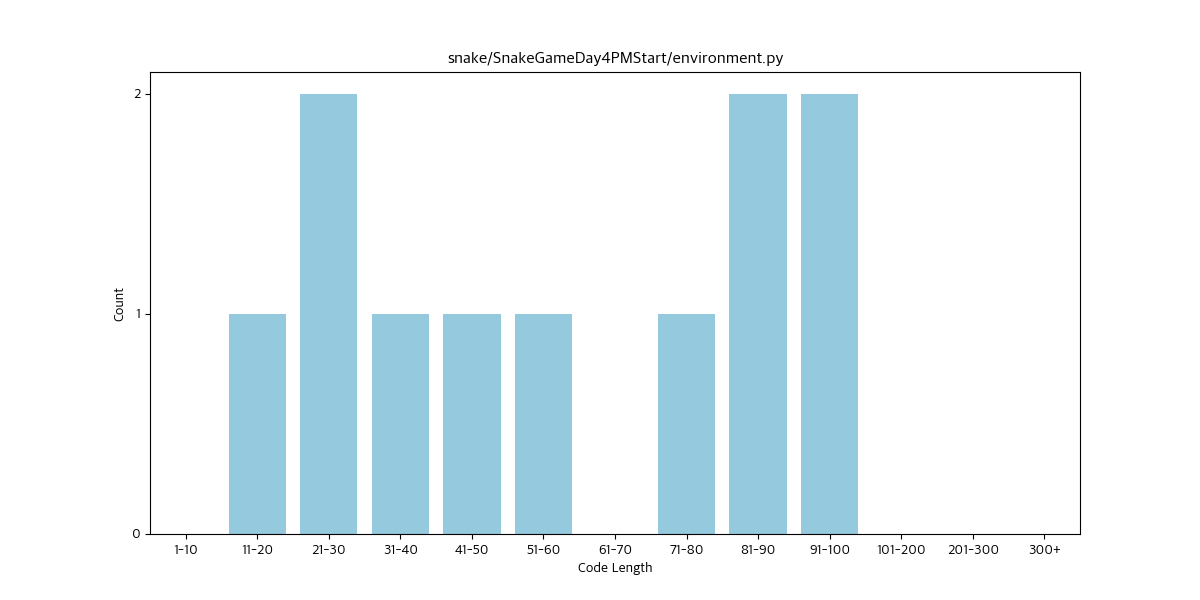 snake/SnakeGameDay4PMStart/environment.py
2
1
0
Count
1-10 11-20 21-30 31-40 41-50 51-60 61-70 71-80 81-90 91-100 101-200 201-300 300+
Code Length